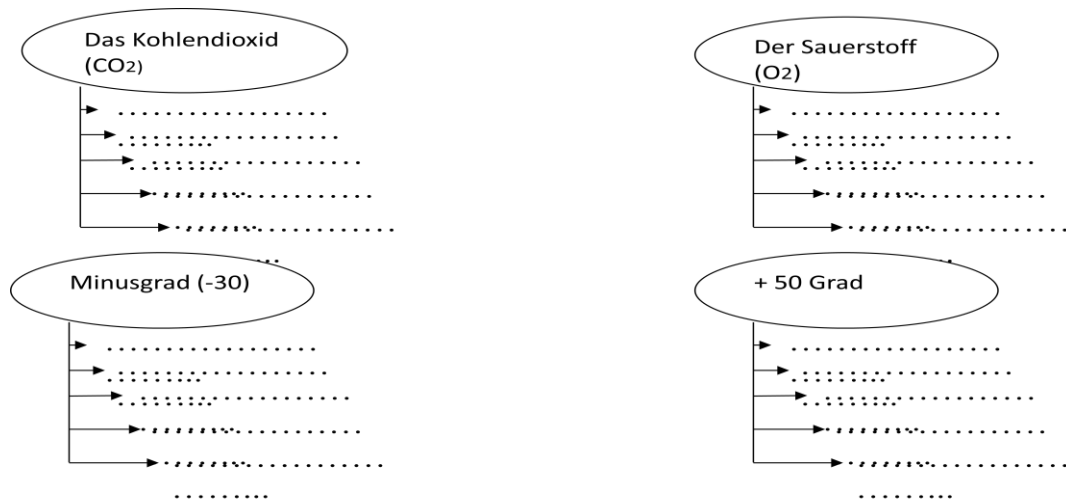 Das Kohlendioxid
(CO2)
Der Sauerstoff
(O2)
Minusgrad (-30)
+ 50 Grad